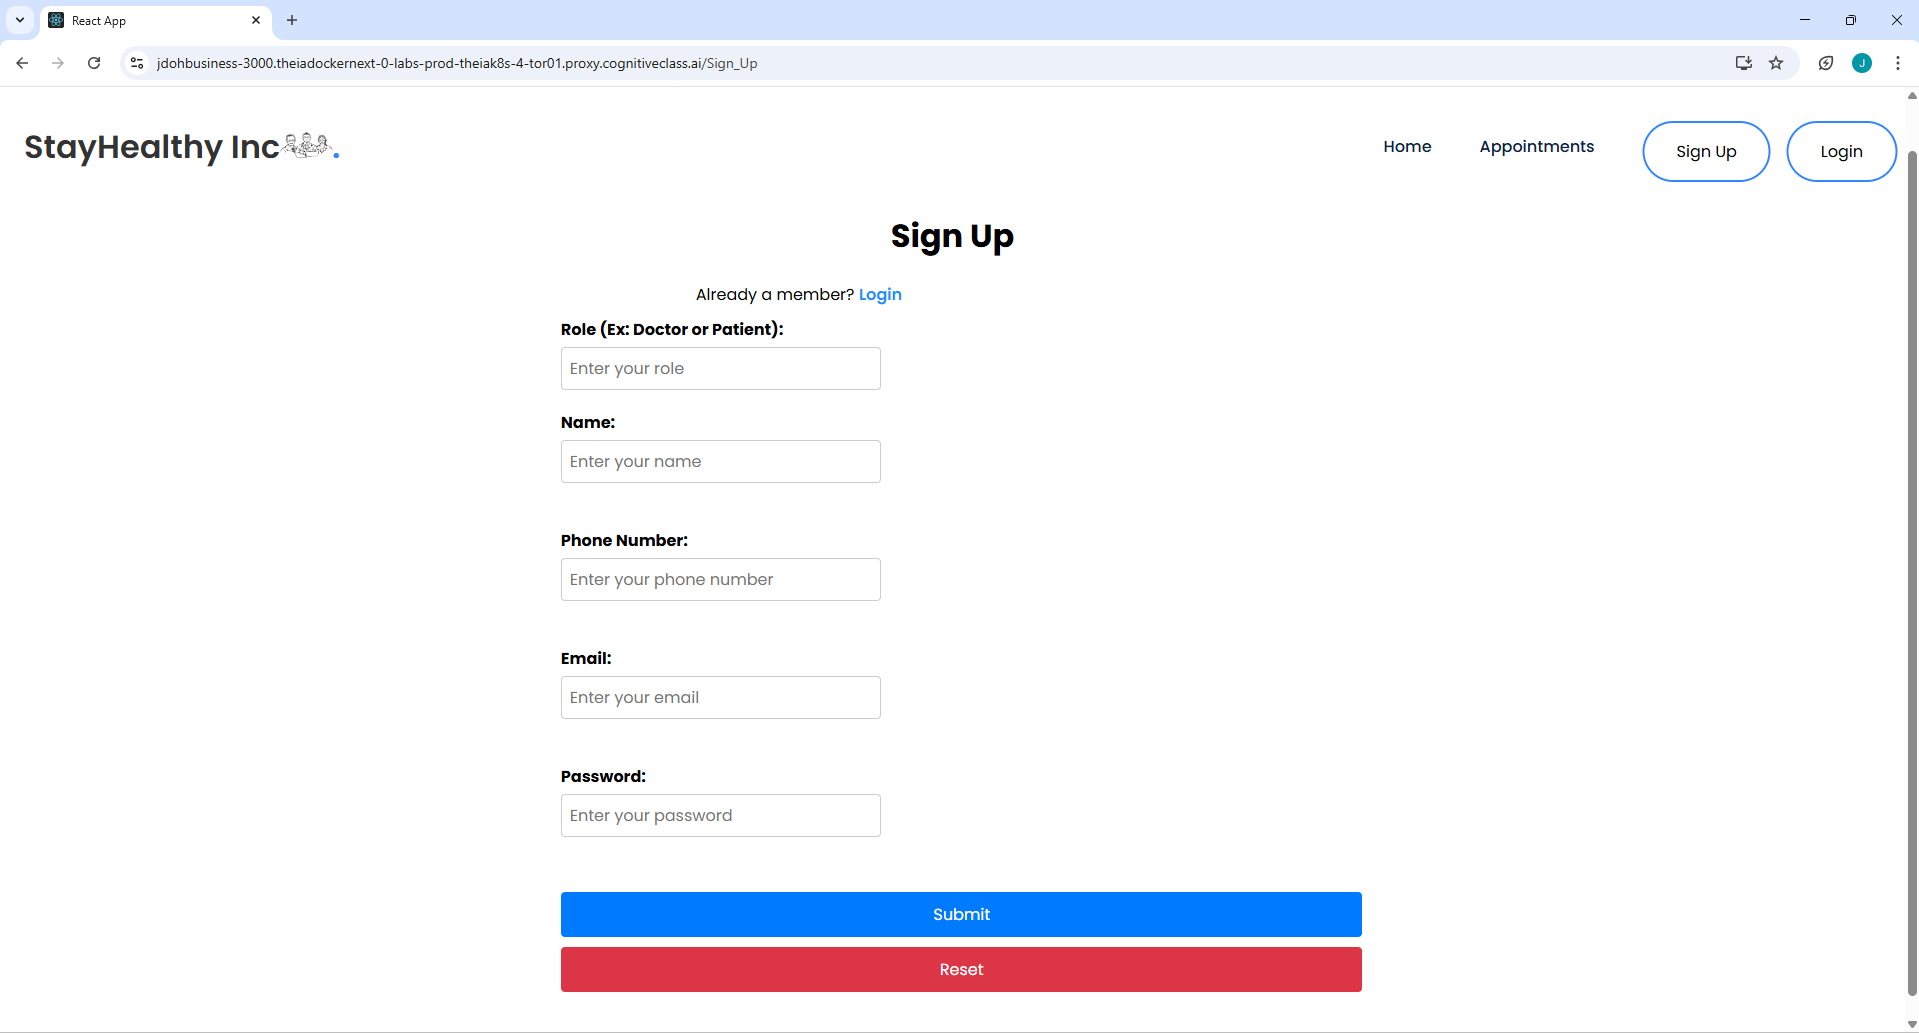 React App
jdohbusiness-3000.theiadockernext-0-labs-prod-theiak8s-4-tor01.proxy.cognitiveclass.ai/Sign_Up
J
StayHealthy Inc.
Home
Appointments
Sign Up
Login
Sign Up
Already a member? Login
Role (Ex: Doctor or Patient):
Enter your role
Name:
Enter your name
Phone Number:
Enter your phone number
Email:
Enter your email
Password:
Enter your password
Submit
Reset